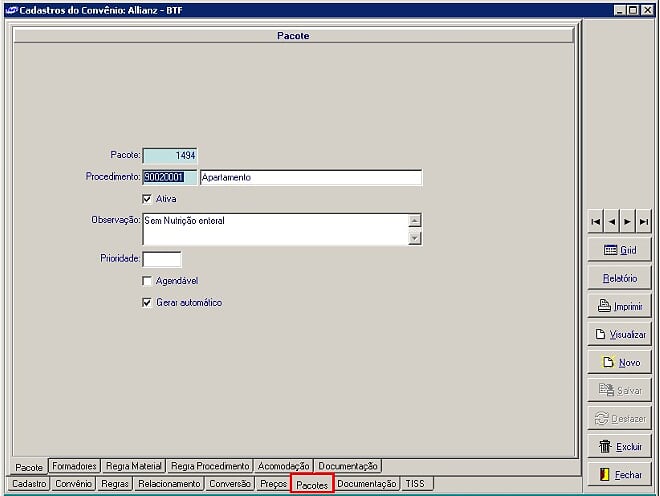 Cadastros do Convênio: Allianz - BTF
Pacote
Pacote: 1494
Procedimento: 90020001 Apartamento
Ativa
Observação: Sem Nutrição enteral
Prioridade:
Agendável
Gerar automático
Grid
Relatório
Imprimir
Visualizar
Novo
Salvar
Desfazer
Excluir
Fechar
Pacote Formadores Regra Material Regra Procedimento Acomodação Documentação
Cadastro Convênio Regras Relacionamento Conversão Preços Pacotes Documentação TISS